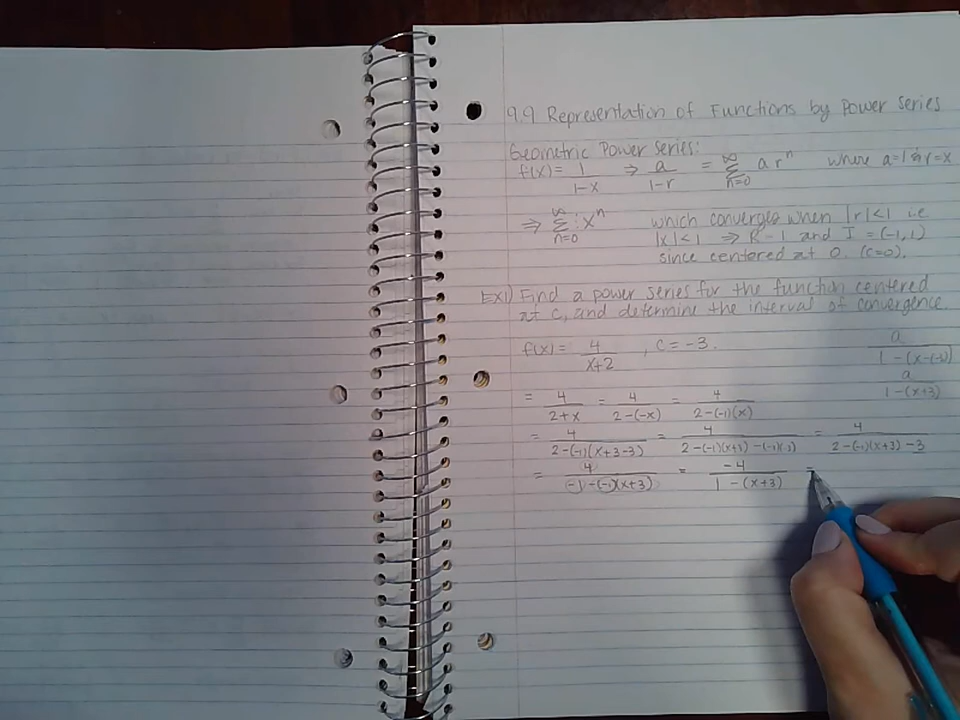 9.9 Representation of Functions by Power Series
Geometric Power Series:
f(x) = 1/(1-x) ⇒ a/(1-r) = ∞Σn=0 ar^n where a=1 & r=x
⇒ ∞Σn=0 x^n which converges when |r|<1 i.e
|x|<1 ⇒ R=1 and I = (-1,1)
since centered at 0. (c=0).
EX1) Find a power series for the function centered
at c, and determine the interval of convergence.
f(x) = 4/(x+2) , c = -3. a/(1-(x-(-3)))
a/(1-(x+3))
= 4/(2+x) = 4/(2-(-x)) = 4/(2-(-1)(x))
= 4/(2-(-1)(x+3-3)) = 4/(2-(-1)(x+3)-(-1)(-3)) = 4/(2-(-1)(x+3)-3)
= 4/((-1)-(-1)(x+3)) = -4/(1-(x+3)) =